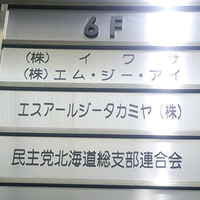 6F
(株) イワサ
(株) エム・ジー・アイ
エスアールジータカミヤ(株)
民主党北海道総支部連合会